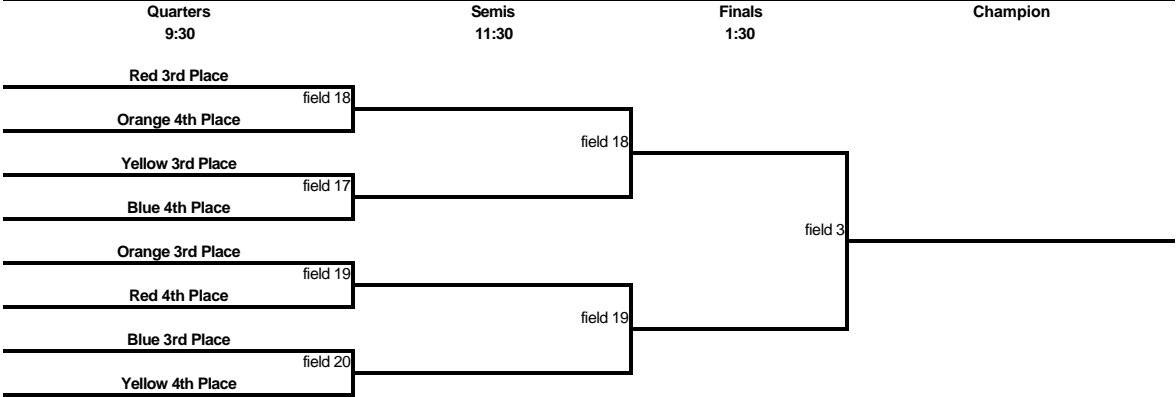 Quarters Semis Finals Champion
9:30 11:30 1:30
Red 3rd Place
field 18
Orange 4th Place
field 18
Yellow 3rd Place
field 17
Blue 4th Place
field 3
Orange 3rd Place
field 19
Red 4th Place
field 19
Blue 3rd Place
field 20
Yellow 4th Place